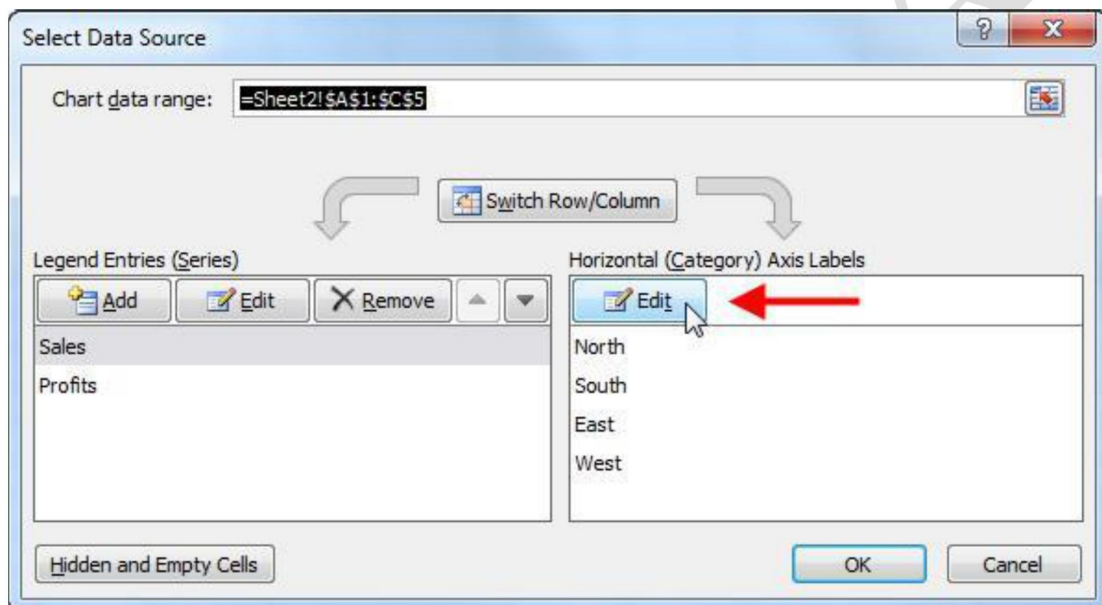 Select Data Source
Chart data range: =Sheet2!$A$1:$C$5
Switch Row/Column
Legend Entries (Series)
Add Edit Remove
Sales
Profits
Horizontal (Category) Axis Labels
Edit
North
South
East
West
Hidden and Empty Cells
OK Cancel